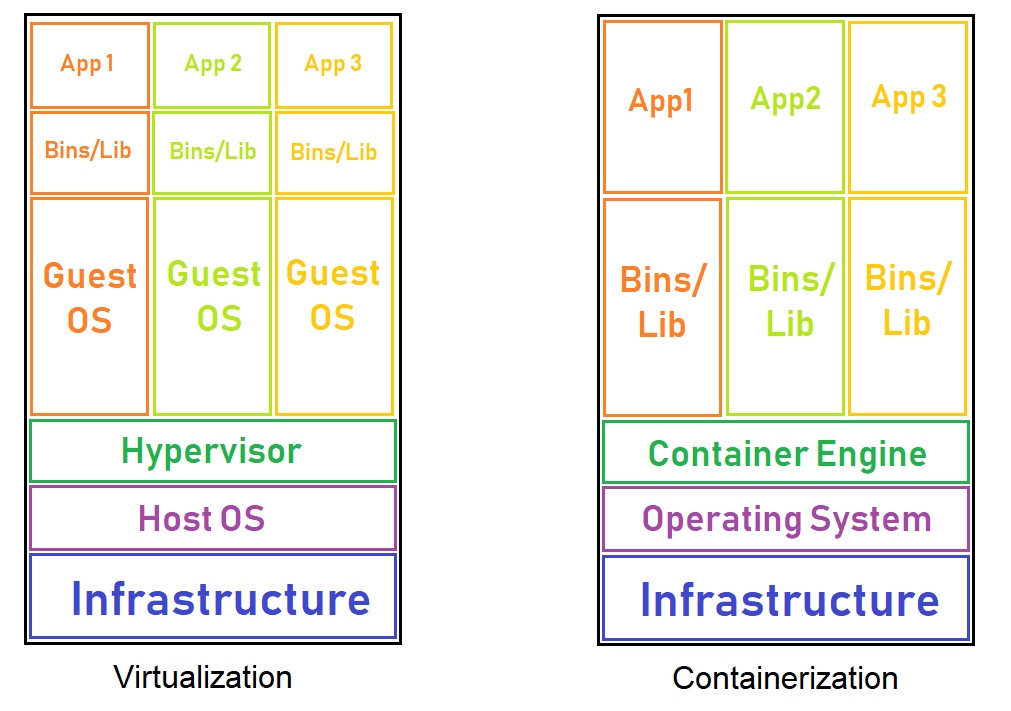 App 1
App 2
App 3
Bins/Lib
Bins/Lib
Bins/Lib
Guest
OS
Guest
OS
Guest
OS
Hypervisor
Host OS
Infrastructure
Virtualization
App1
App2
App 3
Bins/
Lib
Bins/
Lib
Bins/
Lib
Container Engine
Operating System
Infrastructure
Containerization